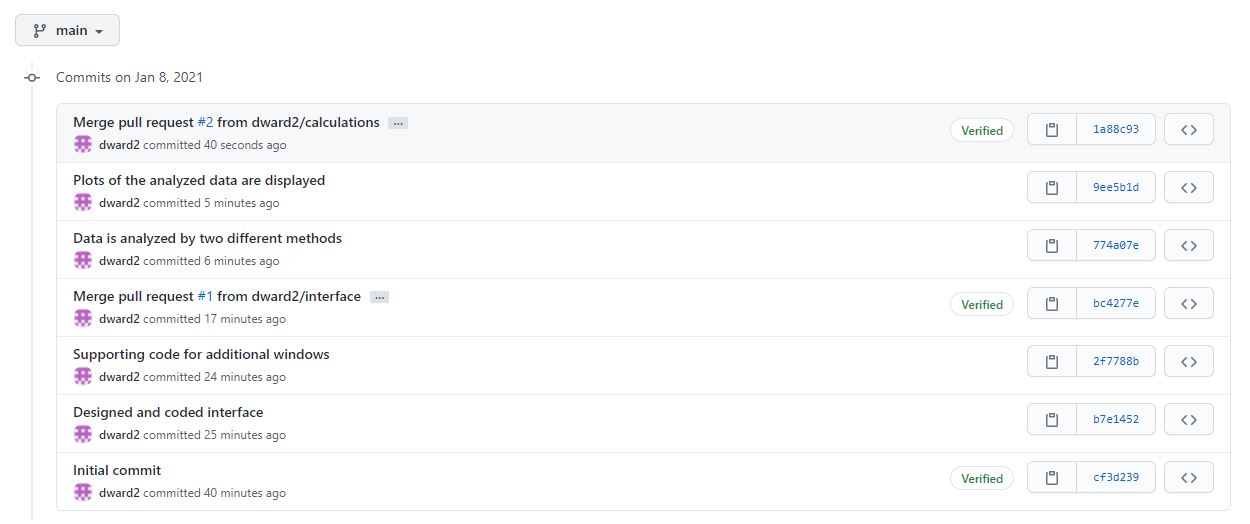 main
Commits on Jan 8, 2021
Merge pull request #2 from dward2/calculations ...
dward2 committed 40 seconds ago
Verified
1a88c93
Plots of the analyzed data are displayed
dward2 committed 5 minutes ago
9ee5b1d
Data is analyzed by two different methods
dward2 committed 6 minutes ago
774a07e
Merge pull request #1 from dward2/interface ...
dward2 committed 17 minutes ago
Verified
bc4277e
Supporting code for additional windows
dward2 committed 24 minutes ago
2f7788b
Designed and coded interface
dward2 committed 25 minutes ago
b7e1452
Initial commit
dward2 committed 40 minutes ago
Verified
cf3d239